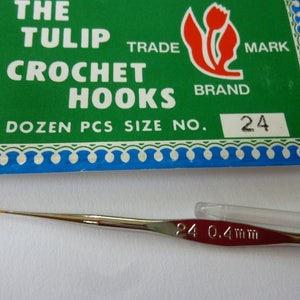 THE
TULIP
CROCHET
HOOKS
TRADE MARK
BRAND
DOZEN PCS SIZE NO. 24
24 0.4mm